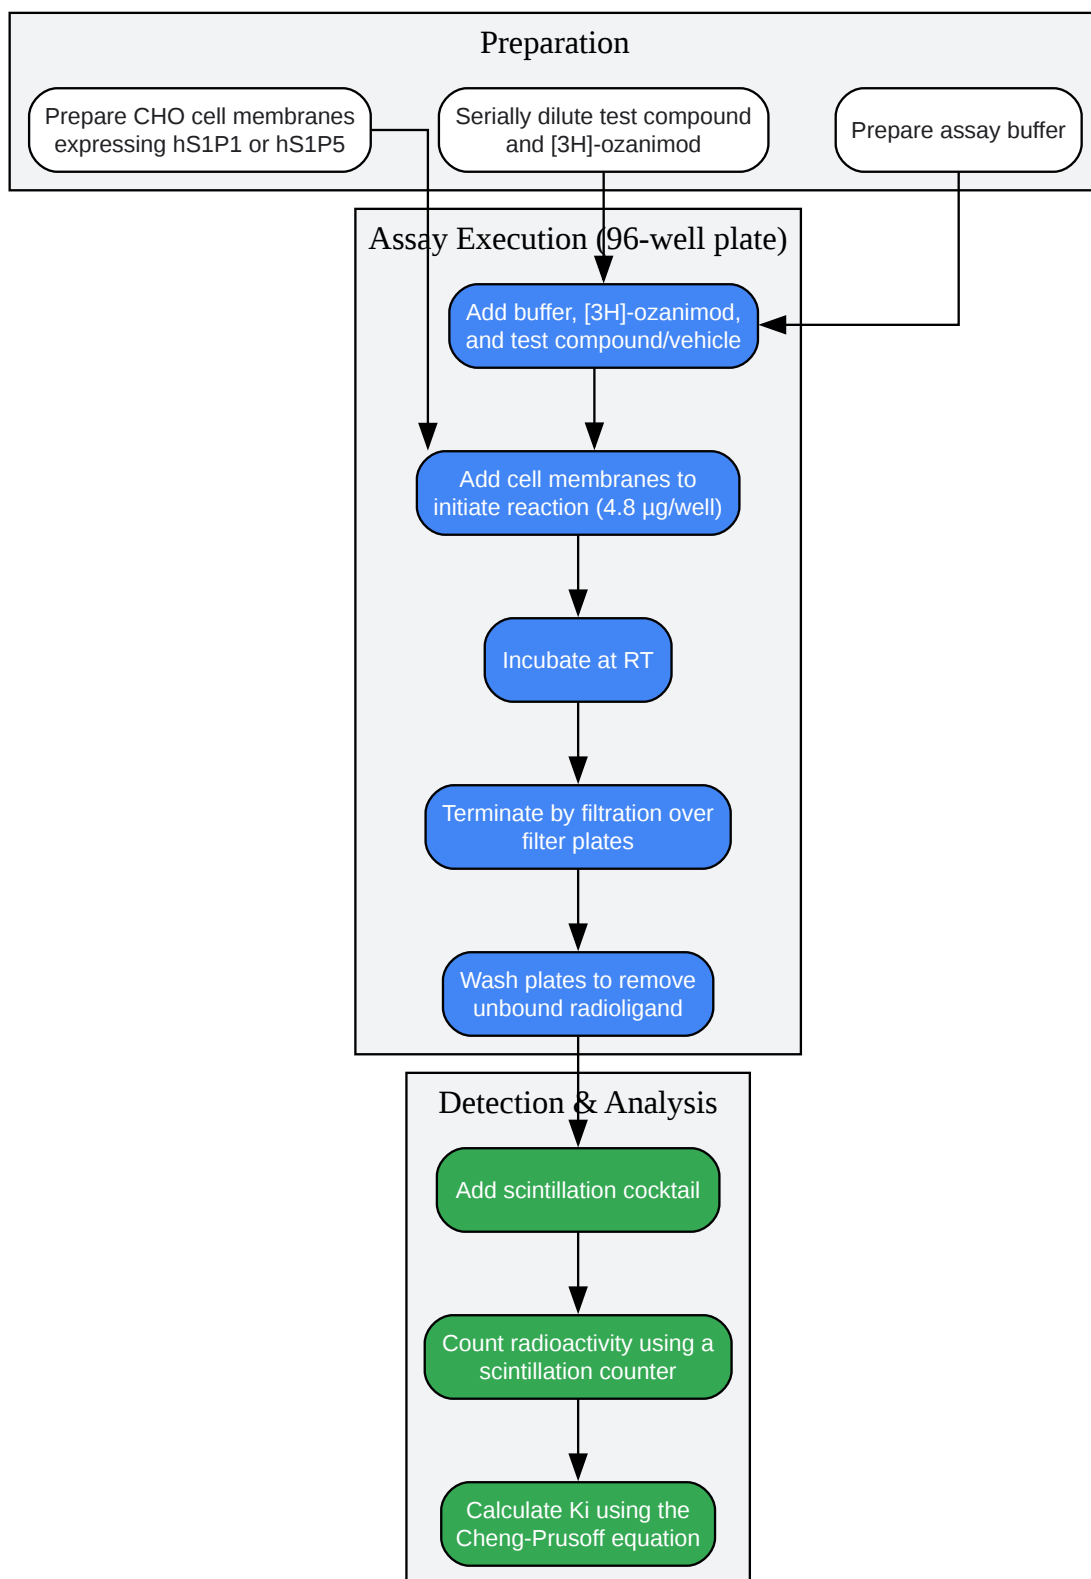 Preparation
Prepare CHO cell membranes
expressing hS1P1 or hS1P5
Serially dilute test compound
and [3H]-ozanimod
Prepare assay buffer
Assay Execution (96-well plate)
Add buffer, [3H]-ozanimod,
and test compound/vehicle
Add cell membranes to
initiate reaction (4.8 µg/well)
Incubate at RT
Terminate by filtration over
filter plates
Wash plates to remove
unbound radioligand
Detection & Analysis
Add scintillation cocktail
Count radioactivity using a
scintillation counter
Calculate Ki using the
Cheng-Prusoff equation